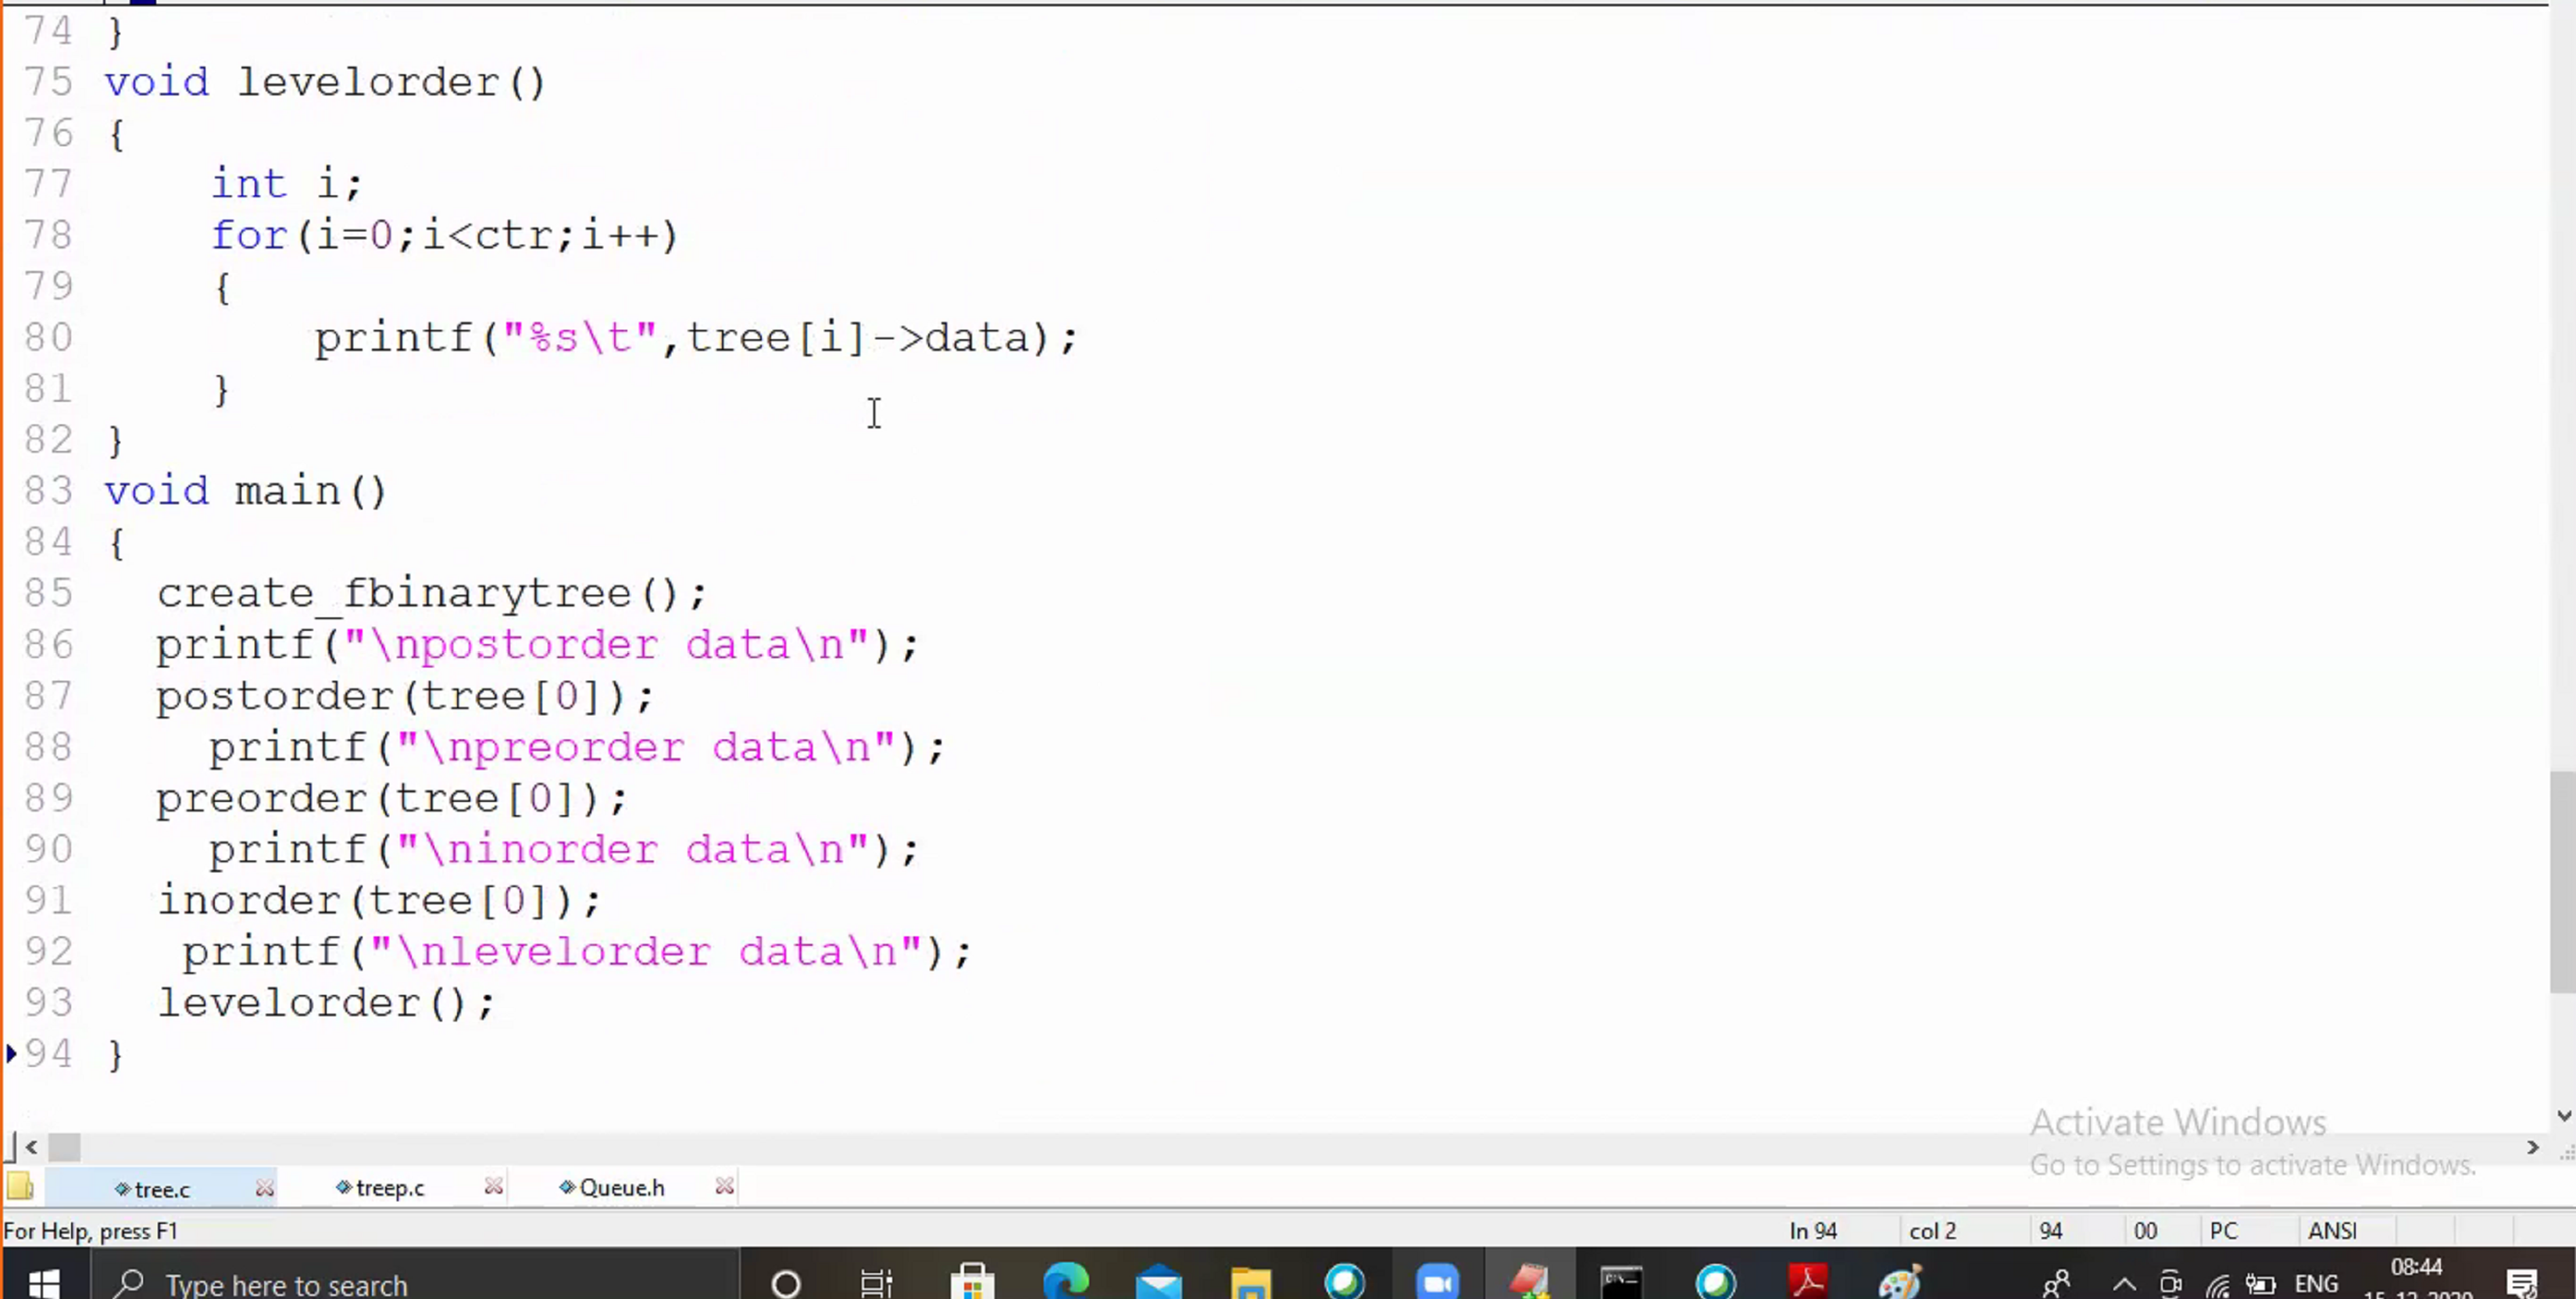 74 }
75 void levelorder()
76 {
77 int i;
78 for(i=0;i<ctr;i++)
79 {
80 printf("%s\t",tree[i]->data);
81 }
82 }
83 void main()
84 {
85 create_fbinarytree();
86 printf("\npostorder data\n");
87 postorder(tree[0]);
88 printf("\npreorder data\n");
89 preorder(tree[0]);
90 printf("\ninorder data\n");
91 inorder(tree[0]);
92 printf("\nlevelorder data\n");
93 levelorder();
94 }
Activate Windows
Go to Settings to activate Windows.
tree.c treep.c Queue.h
For Help, press F1 ln 94 col 2 94 00 PC ANSI
Type here to search ENG 08:44